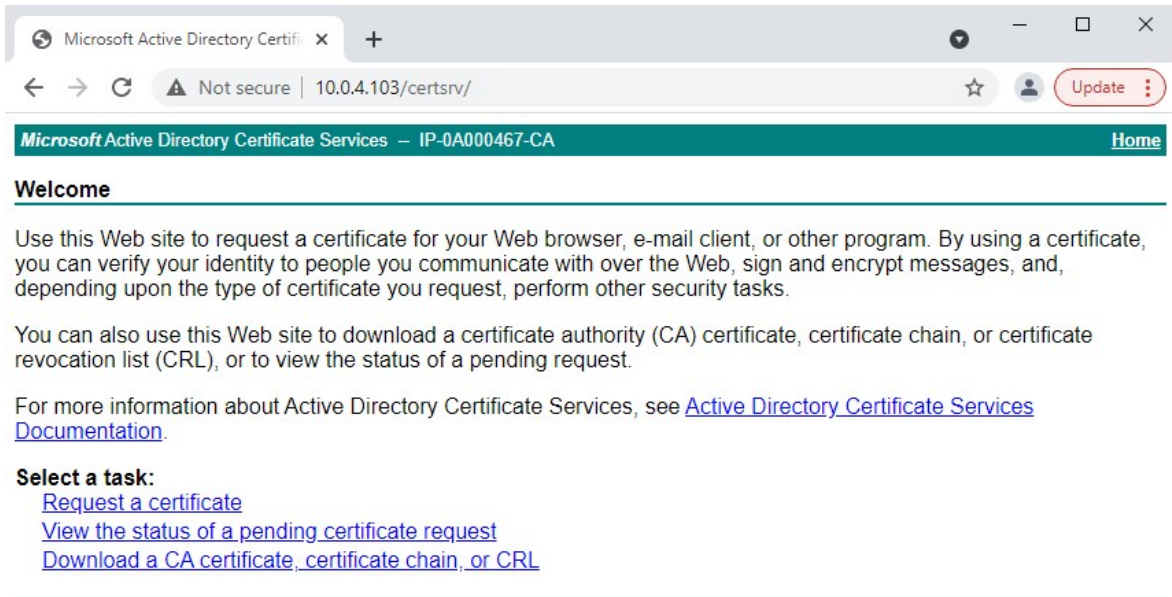 Microsoft Active Directory Certifi
Not secure | 10.0.4.103/certsrv/
Update
Microsoft Active Directory Certificate Services -- IP-0A000467-CA Home
Welcome
Use this Web site to request a certificate for your Web browser, e-mail client, or other program. By using a certificate,
you can verify your identity to people you communicate with over the Web, sign and encrypt messages, and,
depending upon the type of certificate you request, perform other security tasks.
You can also use this Web site to download a certificate authority (CA) certificate, certificate chain, or certificate
revocation list (CRL), or to view the status of a pending request.
For more information about Active Directory Certificate Services, see Active Directory Certificate Services
Documentation.
Select a task:
Request a certificate
View the status of a pending certificate request
Download a CA certificate, certificate chain, or CRL